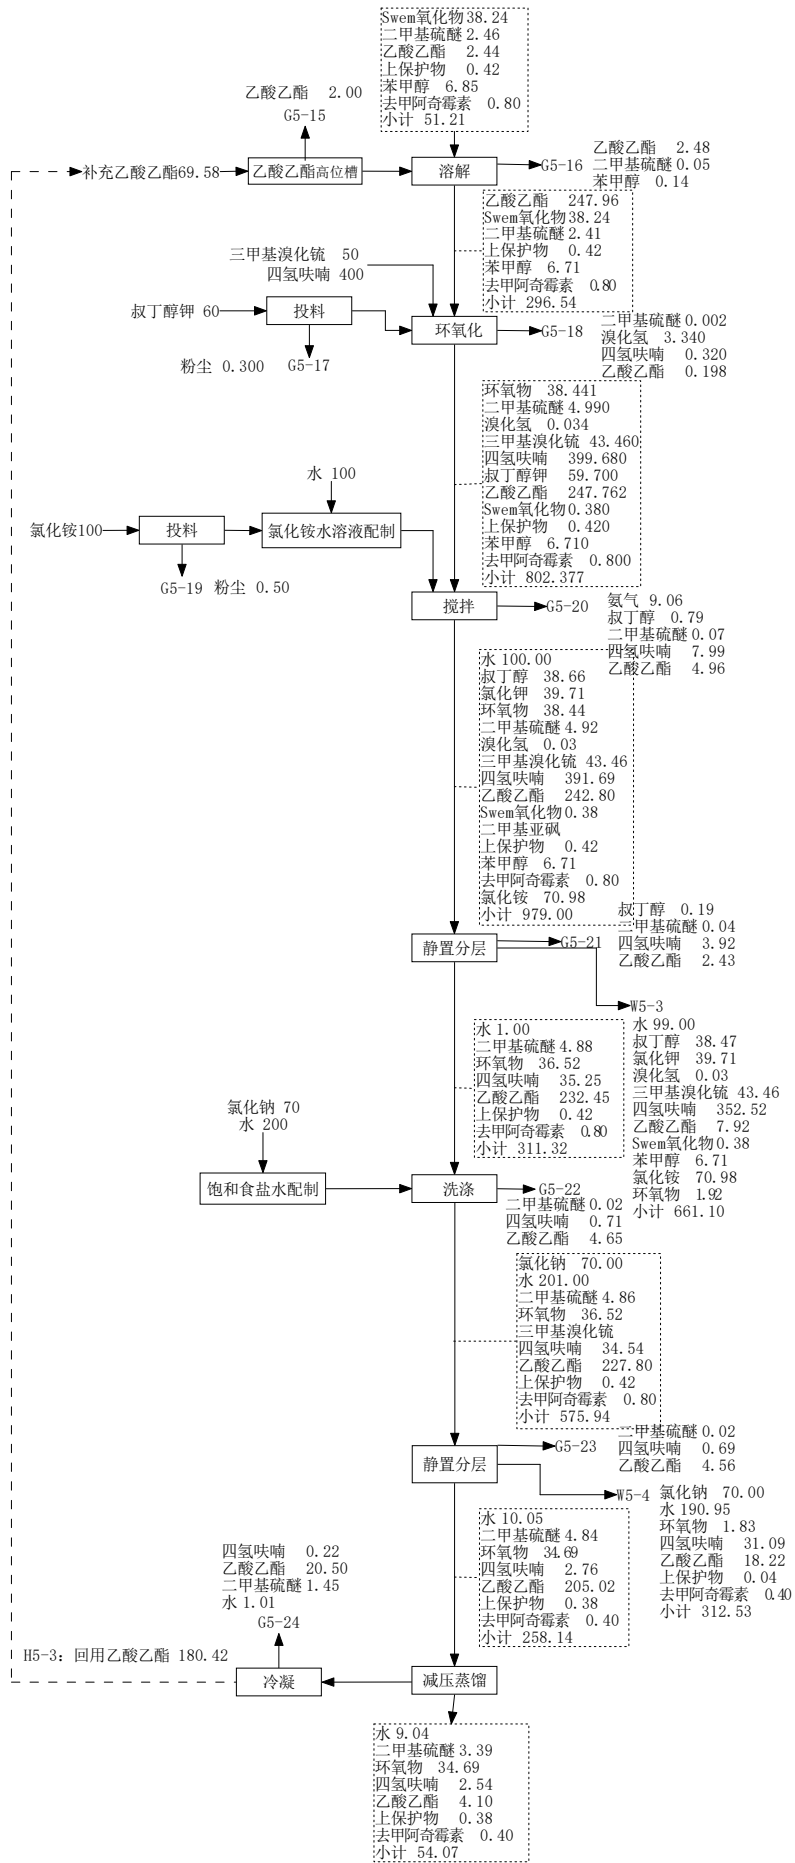 Swem氧化物38.24
二甲基硫醚 2.46
乙酸乙酯 2.44
上保护物 0.42
苯甲醇 6.85
去甲阿奇霉素 0.80
小计 51.21
乙酸乙酯 2.00
G5-15
补充乙酸乙酯69.58
乙酸乙酯高位槽
溶解
G5-16
乙酸乙酯 2.48
二甲基硫醚 0.05
苯甲醇 0.14
乙酸乙酯 247.96
Swem氧化物38.24
二甲基硫醚 2.41
上保护物 0.42
苯甲醇 6.71
去甲阿奇霉素 0.80
小计 296.54
三甲基溴化硫 50
四氢呋喃 400
叔丁醇钾 60
投料
粉尘 0.300 G5-17
环氧化
G5-18
二甲基硫醚 0.002
溴化氢 3.340
四氢呋喃 0.320
乙酸乙酯 0.198
环氧物 38.441
二甲基硫醚 4.990
溴化氢 0.034
三甲基溴化硫 43.460
四氢呋喃 399.680
叔丁醇钾 59.700
乙酸乙酯 247.762
Swem氧化物0.380
上保护物 0.420
苯甲醇 6.710
去甲阿奇霉素 0.800
小计 802.377
水 100
氯化铵100
投料
氯化铵水溶液配制
G5-19 粉尘 0.50
搅拌
G5-20
氨气 9.06
叔丁醇 0.79
二甲基硫醚 0.07
四氢呋喃 7.99
乙酸乙酯 4.96
水 100.00
叔丁醇 38.66
氯化钾 39.71
环氧物 38.44
二甲基硫醚 4.92
溴化氢 0.03
三甲基溴化硫 43.46
四氢呋喃 391.69
乙酸乙酯 242.80
Swem氧化物0.38
二甲基亚砜
上保护物 0.42
苯甲醇 6.71
去甲阿奇霉素 0.80
氯化铵 70.98
小计 979.00
静置分层
G5-21
叔丁醇 0.19
二甲基硫醚 0.04
四氢呋喃 3.92
乙酸乙酯 2.43
W5-3
水 99.00
叔丁醇 38.47
氯化钾 39.71
溴化氢 0.03
三甲基溴化硫 43.46
四氢呋喃 352.52
乙酸乙酯 7.92
Swem氧化物0.38
苯甲醇 6.71
氯化铵 70.98
环氧物 1.92
小计 661.10
水 1.00
二甲基硫醚 4.88
环氧物 36.52
四氢呋喃 35.25
乙酸乙酯 232.45
上保护物 0.42
去甲阿奇霉素 0.80
小计 311.32
氯化钠 70
水 200
饱和食盐水配制
洗涤
G5-22
二甲基硫醚 0.02
四氢呋喃 0.71
乙酸乙酯 4.65
氯化钠 70.00
水 201.00
二甲基硫醚 4.86
环氧物 36.52
三甲基溴化硫
四氢呋喃 34.54
乙酸乙酯 227.80
上保护物 0.42
去甲阿奇霉素 0.80
小计 575.94
静置分层
G5-23
二甲基硫醚 0.02
四氢呋喃 0.69
乙酸乙酯 4.56
W5-4
氯化钠 70.00
水 190.95
环氧物 1.83
四氢呋喃 31.09
乙酸乙酯 18.22
上保护物 0.04
去甲阿奇霉素 0.40
小计 312.53
水 10.05
二甲基硫醚 4.84
环氧物 34.69
四氢呋喃 2.76
乙酸乙酯 205.02
上保护物 0.38
去甲阿奇霉素 0.40
小计 258.14
四氢呋喃 0.22
乙酸乙酯 20.50
二甲基硫醚 1.45
水 1.01
G5-24
H5-3：回用乙酸乙酯 180.42
冷凝
减压蒸馏
水 9.04
二甲基硫醚 3.39
环氧物 34.69
四氢呋喃 2.54
乙酸乙酯 4.10
上保护物 0.38
去甲阿奇霉素 0.40
小计 54.07